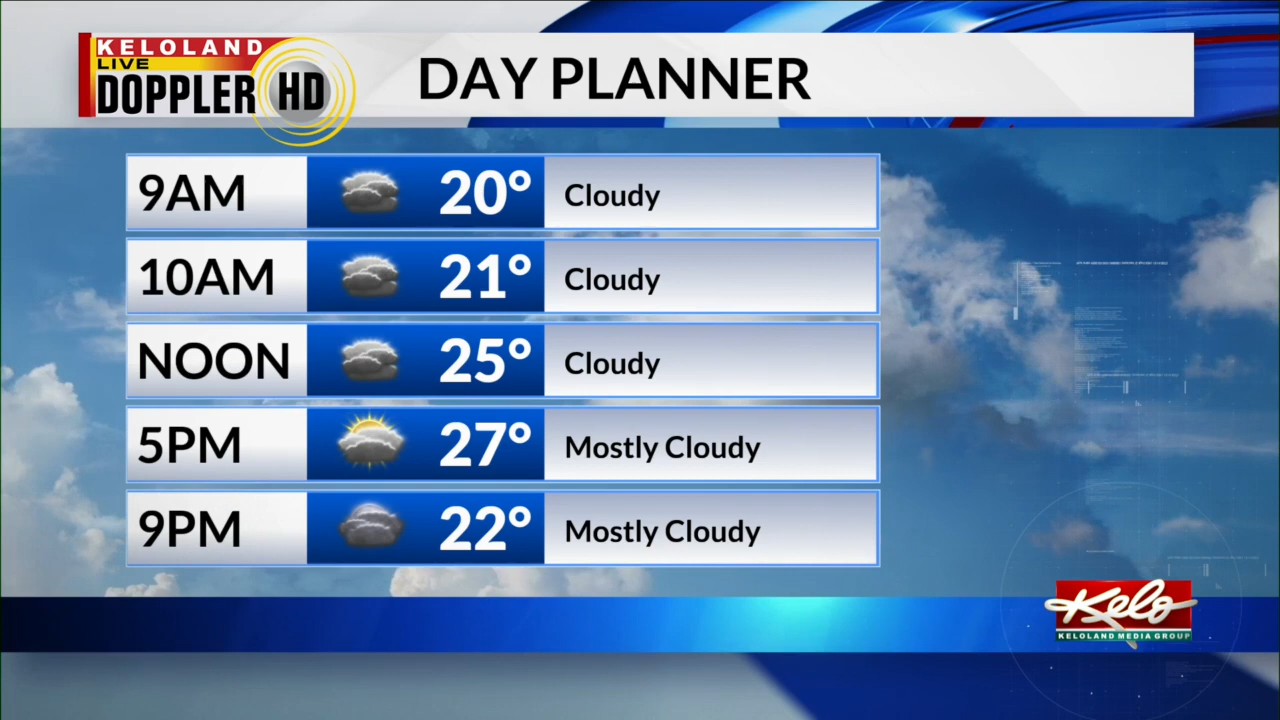 KELOLAND
LIVE
DOPPLER HD
DAY PLANNER
9AM 20° Cloudy
10AM 21° Cloudy
NOON 25° Cloudy
5PM 27° Mostly Cloudy
9PM 22° Mostly Cloudy
Kelo
KELOLAND MEDIA GROUP